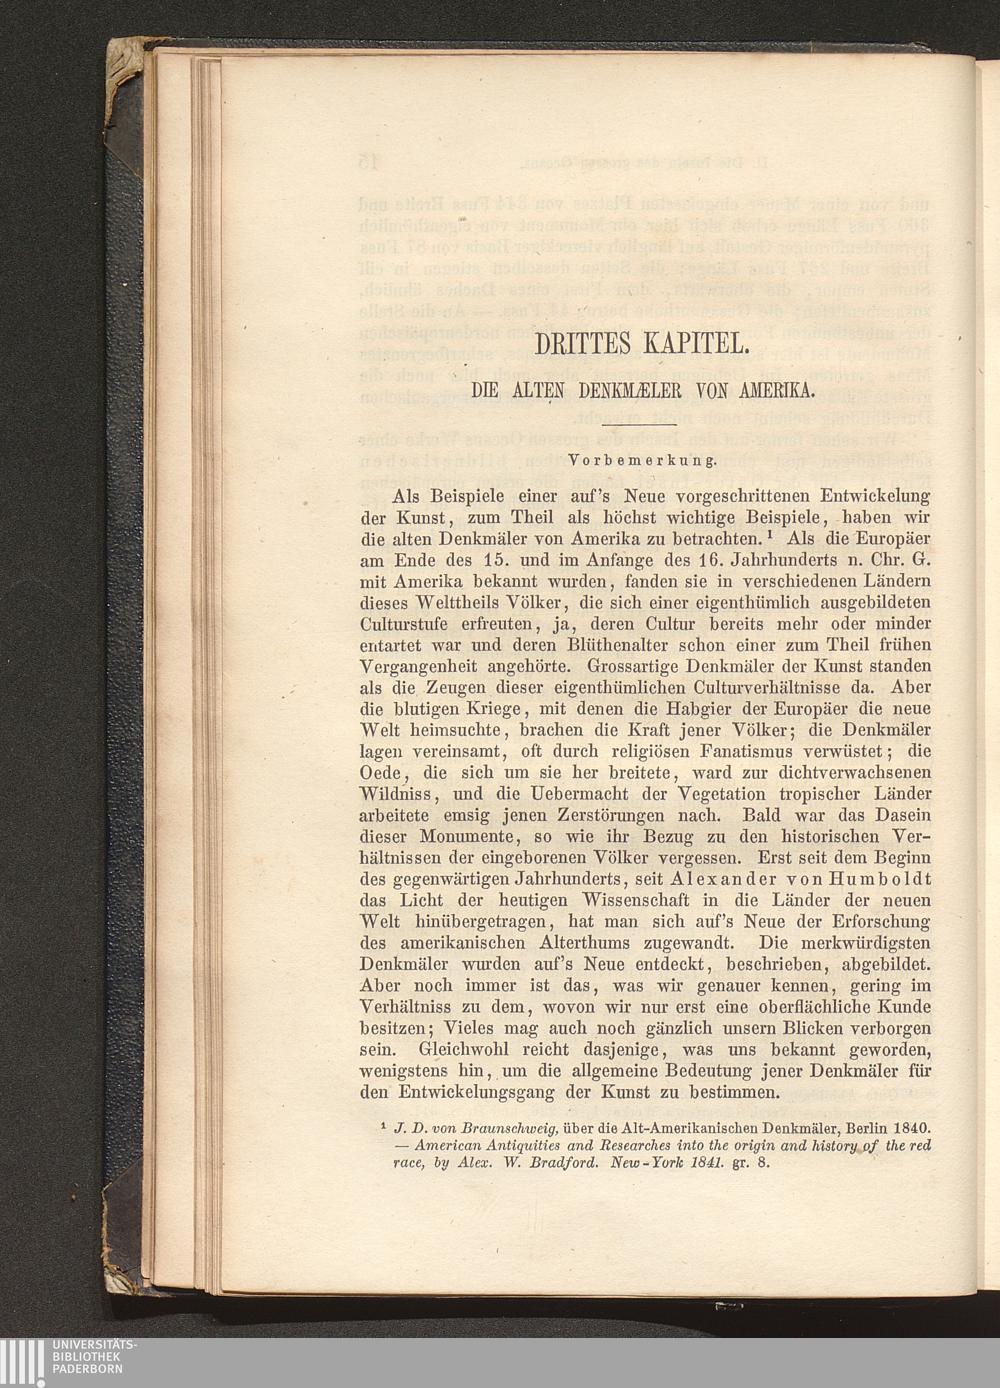 DRITTES KAPITEL.
DIE ALTEN DENKMÆLER VON AMERIKA.
Vorbemerkung.
Als Beispiele einer auf's Neue vorgeschrittenen Entwickelung
der Kunst, zum Theil als höchst wichtige Beispiele, haben wir
die alten Denkmäler von Amerika zu betrachten.¹ Als die Europäer
am Ende des 15. und im Anfange des 16. Jahrhunderts n. Chr. G.
mit Amerika bekannt wurden, fanden sie in verschiedenen Ländern
dieses Welttheils Völker, die sich einer eigenthümlich ausgebildeten
Culturstufe erfreuten, ja, deren Cultur bereits mehr oder minder
entartet war und deren Blüthenalter schon einer zum Theil frühen
Vergangenheit angehörte. Grossartige Denkmäler der Kunst standen
als die Zeugen dieser eigenthümlichen Culturverhältnisse da. Aber
die blutigen Kriege, mit denen die Habgier der Europäer die neue
Welt heimsuchte, brachen die Kraft jener Völker; die Denkmäler
lagen vereinsamt, oft durch religiösen Fanatismus verwüstet; die
Oede, die sich um sie her breitete, ward zur dichtverwachsenen
Wildniss, und die Uebermacht der Vegetation tropischer Länder
arbeitete emsig jenen Zerstörungen nach. Bald war das Dasein
dieser Monumente, so wie ihr Bezug zu den historischen Ver-
hältnissen der eingeborenen Völker vergessen. Erst seit dem Beginn
des gegenwärtigen Jahrhunderts, seit Alexander von Humboldt
das Licht der heutigen Wissenschaft in die Länder der neuen
Welt hinübergetragen, hat man sich auf's Neue der Erforschung
des amerikanischen Alterthums zugewandt. Die merkwürdigsten
Denkmäler wurden auf's Neue entdeckt, beschrieben, abgebildet.
Aber noch immer ist das, was wir genauer kennen, gering im
Verhältniss zu dem, wovon wir nur erst eine oberflächliche Kunde
besitzen; Vieles mag auch noch gänzlich unsern Blicken verborgen
sein. Gleichwohl reicht dasjenige, was uns bekannt geworden,
wenigstens hin, um die allgemeine Bedeutung jener Denkmäler für
den Entwickelungsgang der Kunst zu bestimmen.
¹ J. D. von Braunschweig, über die Alt-Amerikanischen Denkmäler, Berlin 1840.
— American Antiquities and Researches into the origin and history of the red
race, by Alex. W. Bradford. New-York 1841. gr. 8.
UNIVERSITÄTS-
BIBLIOTHEK
PADERBORN